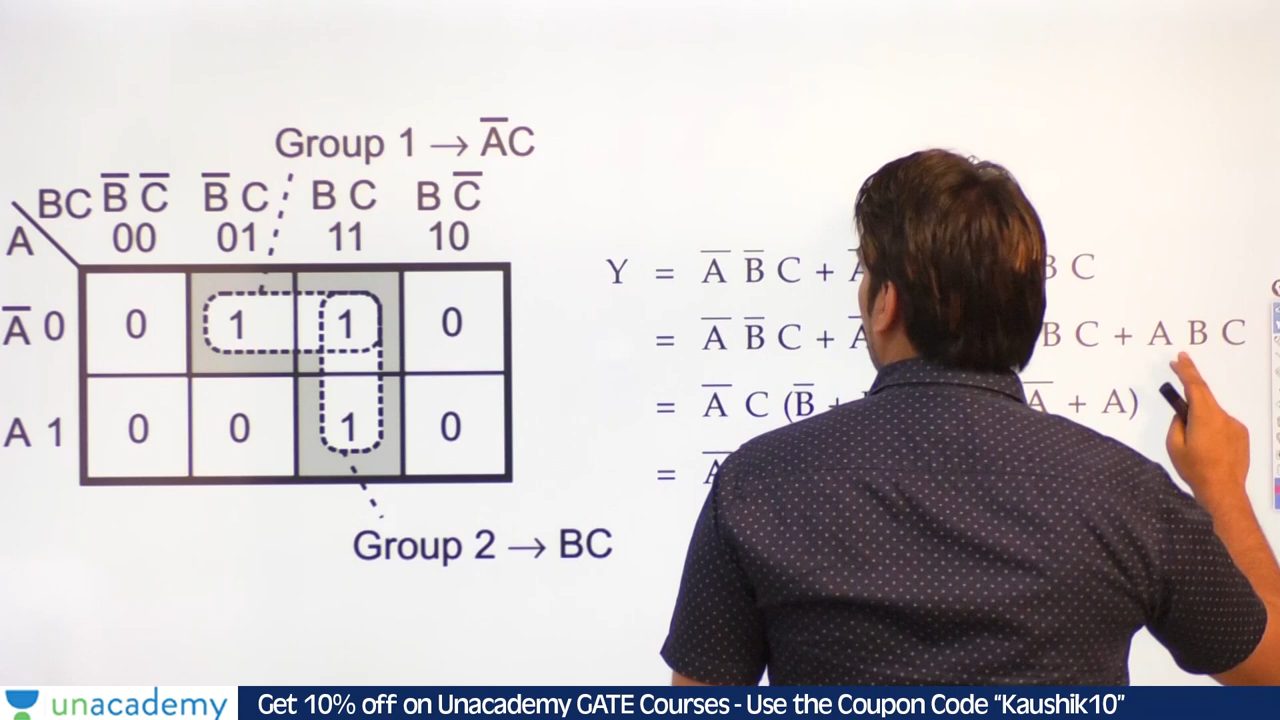 Group 1 → A̅C
BC B̅ C̅ B̅ C B C B C̅
A 00 01 11 10
A̅ 0 0 1 1 0
A 1 0 0 1 0
Group 2 → BC
Y = A̅ B̅ C + B C
= A̅ B̅ C + B C + A B C
= A̅ C (B̅ + A̅ + A)
= A̅
unacademy
Get 10% off on Unacademy GATE Courses - Use the Coupon Code "Kaushik10"